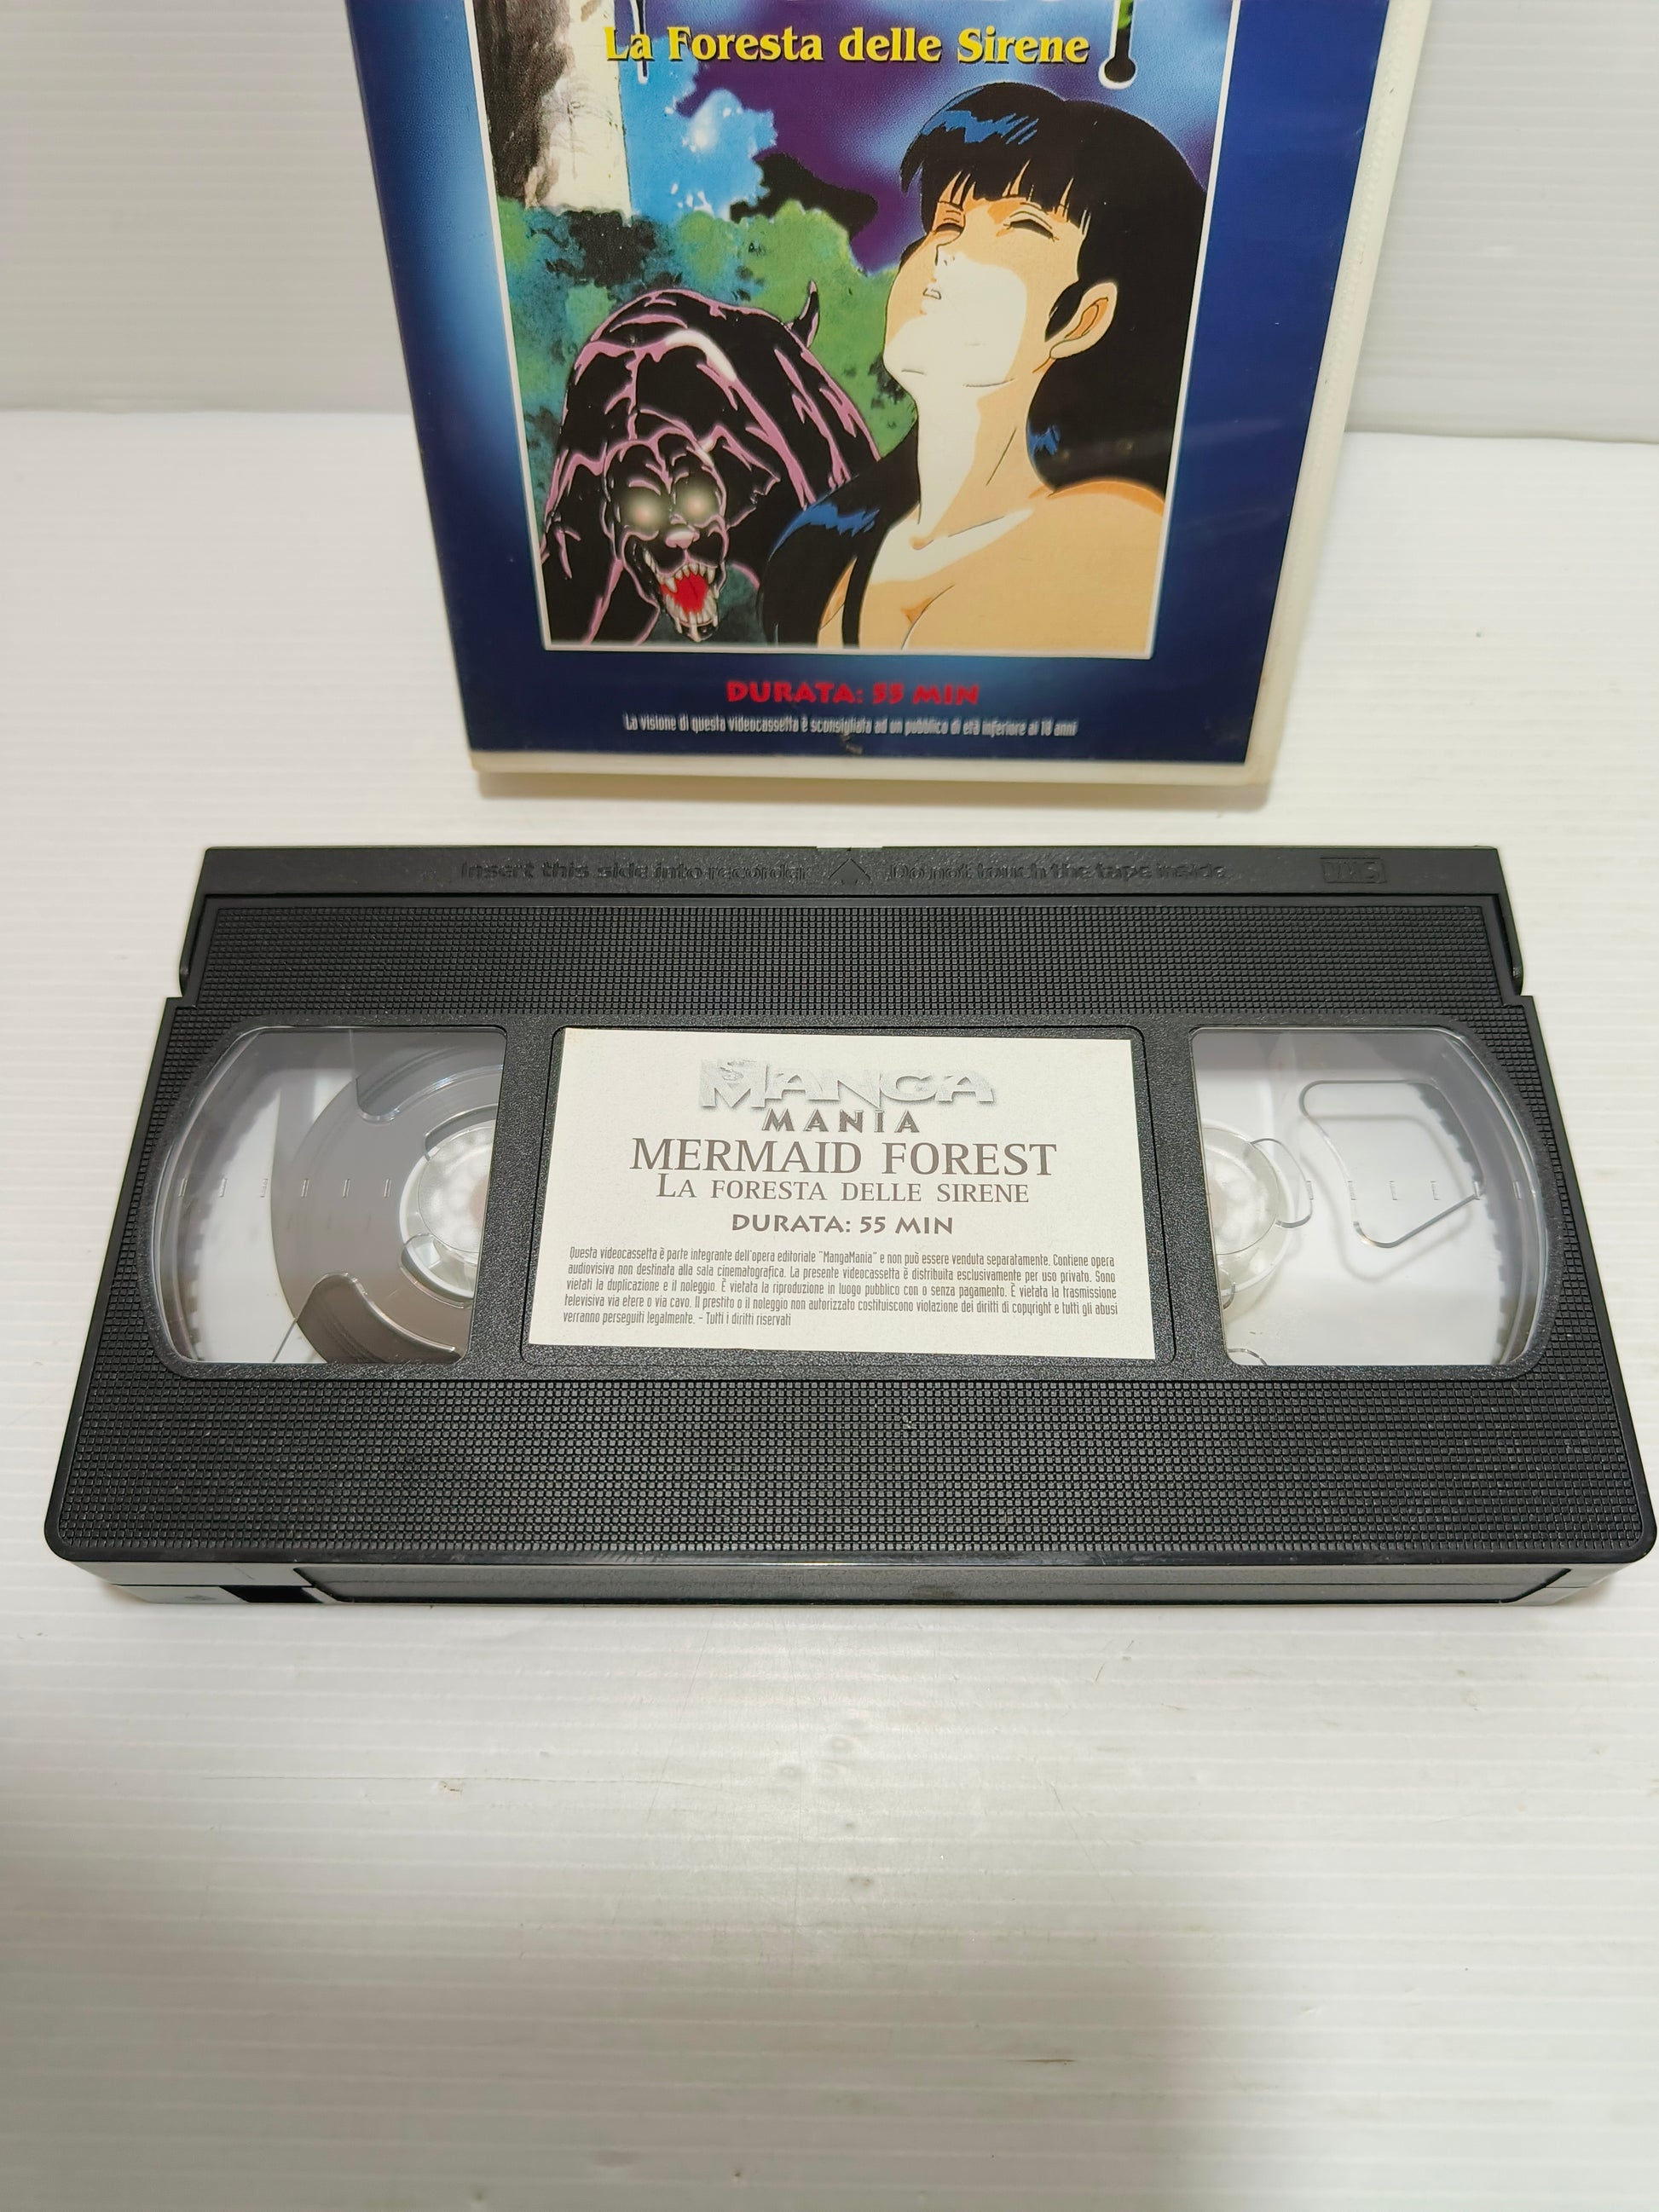 La Foresta delle Sirene
DURATA: 55 MIN
La visione di questa videocassetta è sconsigliata ad un pubblico di età inferiore ai 18 anni
Insert this side into recorder Do not touch the tape inside VHS
MANGA
MANIA
MERMAID FOREST
LA FORESTA DELLE SIRENE
DURATA: 55 MIN
Questa videocassetta è parte integrante dell'opera editoriale "MangaMania" e non può essere venduta separatamente. Contiene opera
audiovisiva non destinata alla sala cinematografica. La presente videocassetta è distribuita esclusivamente per uso privato. Sono
vietati la duplicazione e il noleggio. È vietata la riproduzione in luogo pubblico con o senza pagamento. È vietata la trasmissione
televisiva via etere o via cavo. Il prestito o il noleggio non autorizzato costituiscono violazione dei diritti di copyright e tutti gli abusi
verranno perseguiti legalmente. - Tutti i diritti riservati